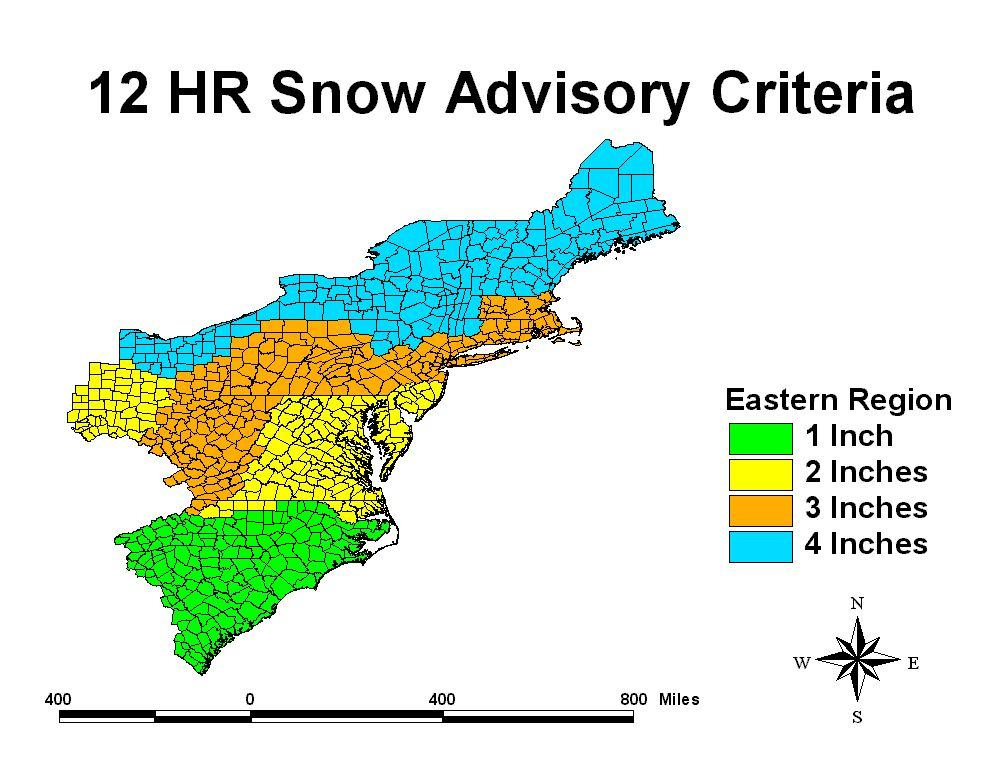 12 HR Snow Advisory Criteria
Eastern Region
1 Inch
2 Inches
3 Inches
4 Inches
N
W E
S
400 0 400 800 Miles